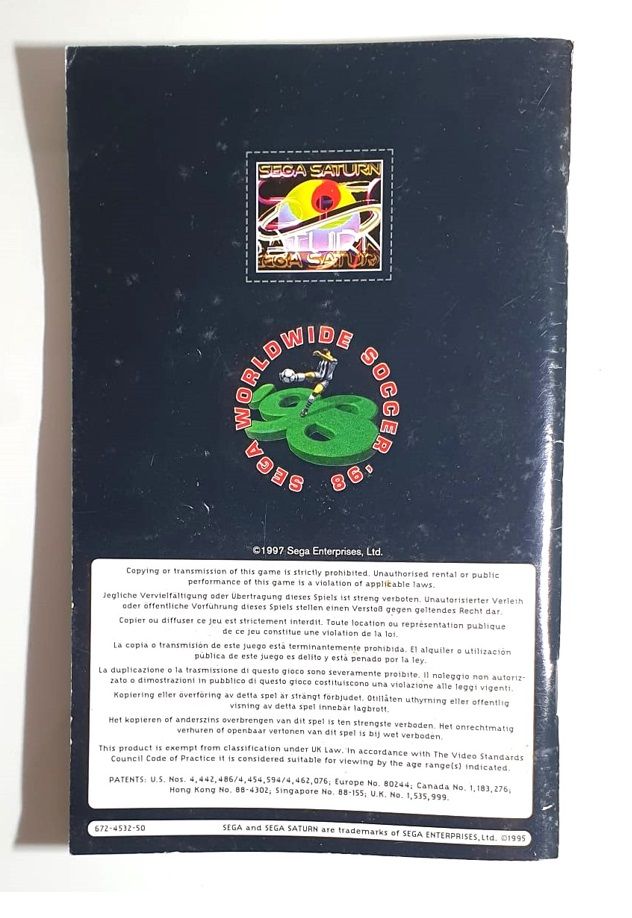 SEGA SATURN
SATURN
SEGA SATURN
SEGA WORLDWIDE SOCCER '98
'98
©1997 Sega Enterprises, Ltd.
Copying or transmission of this game is strictly prohibited. Unauthorised rental or public
performance of this game is a violation of applicable laws.
Jegliche Vervielfältigung oder Übertragung dieses Spiels ist streng verboten. Unautorisierter Verleih
oder öffentliche Vorführung dieses Spiels stellen einen Verstoß gegen geltendes Recht dar.
Copier ou diffuser ce jeu est strictement interdit. Toute location ou représentation publique
de ce jeu constitue une violation de la loi.
La copia o transmisión de este juego está terminantemente prohibida. El alquiler o utilización
pública de este juego es delito y está penado por la ley.
La duplicazione o la trasmissione di questo gioco sono severamente proibite. Il noleggio non autoriz-
zato o dimostrazioni in pubblico di questo gioco costituiscono una violazione alle leggi vigenti.
Kopiering eller överföring av detta spel är strängt förbjudet. Otillåten uthyrning eller offentlig
visning av detta spel innebär lagbrott.
Het kopieren of anderszins overbrengen van dit spel is ten strengste verboden. Het onrechtmatig
verhuren of openbaar vertonen van dit spel is bij wet verboden.
This product is exempt from classification under UK Law. In accordance with The Video Standards
Council Code of Practice it is considered suitable for viewing by the age range(s) indicated.
PATENTS: U.S. Nos. 4,442,486/4,454,594/4,462,076; Europe No. 80244; Canada No. 1,183,276;
Hong Kong No. 88-4302; Singapore No. 88-155; U.K. No. 1,535,999.
672-4532-50 SEGA and SEGA SATURN are trademarks of SEGA ENTERPRISES, Ltd. ©1995